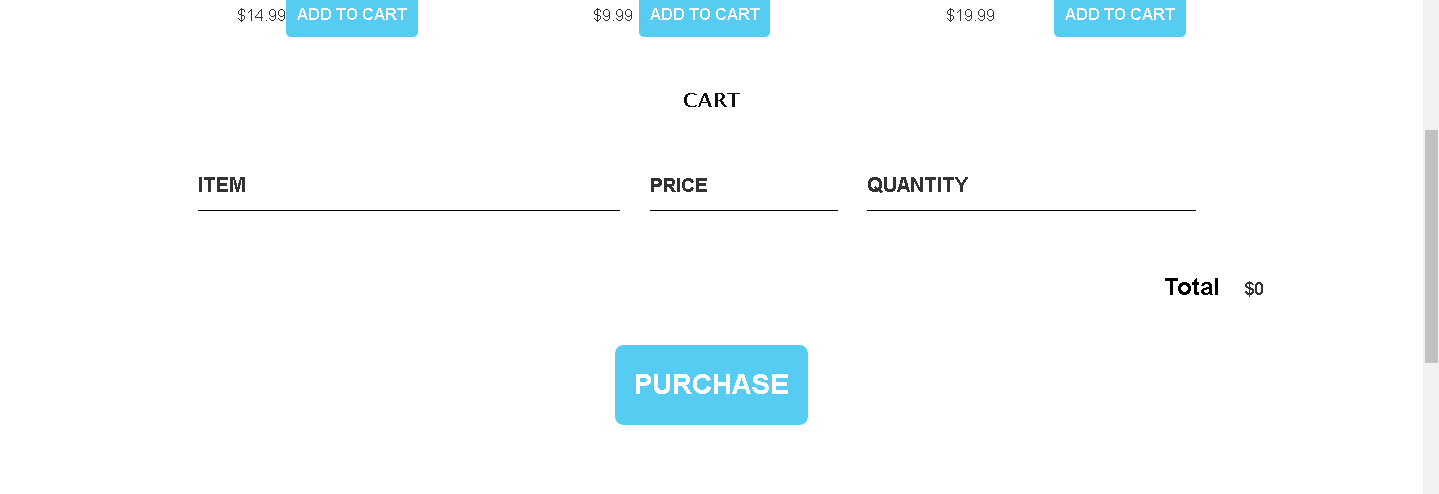 $14.99 ADD TO CART $9.99 ADD TO CART $19.99 ADD TO CART
CART
ITEM PRICE QUANTITY
Total $0
PURCHASE